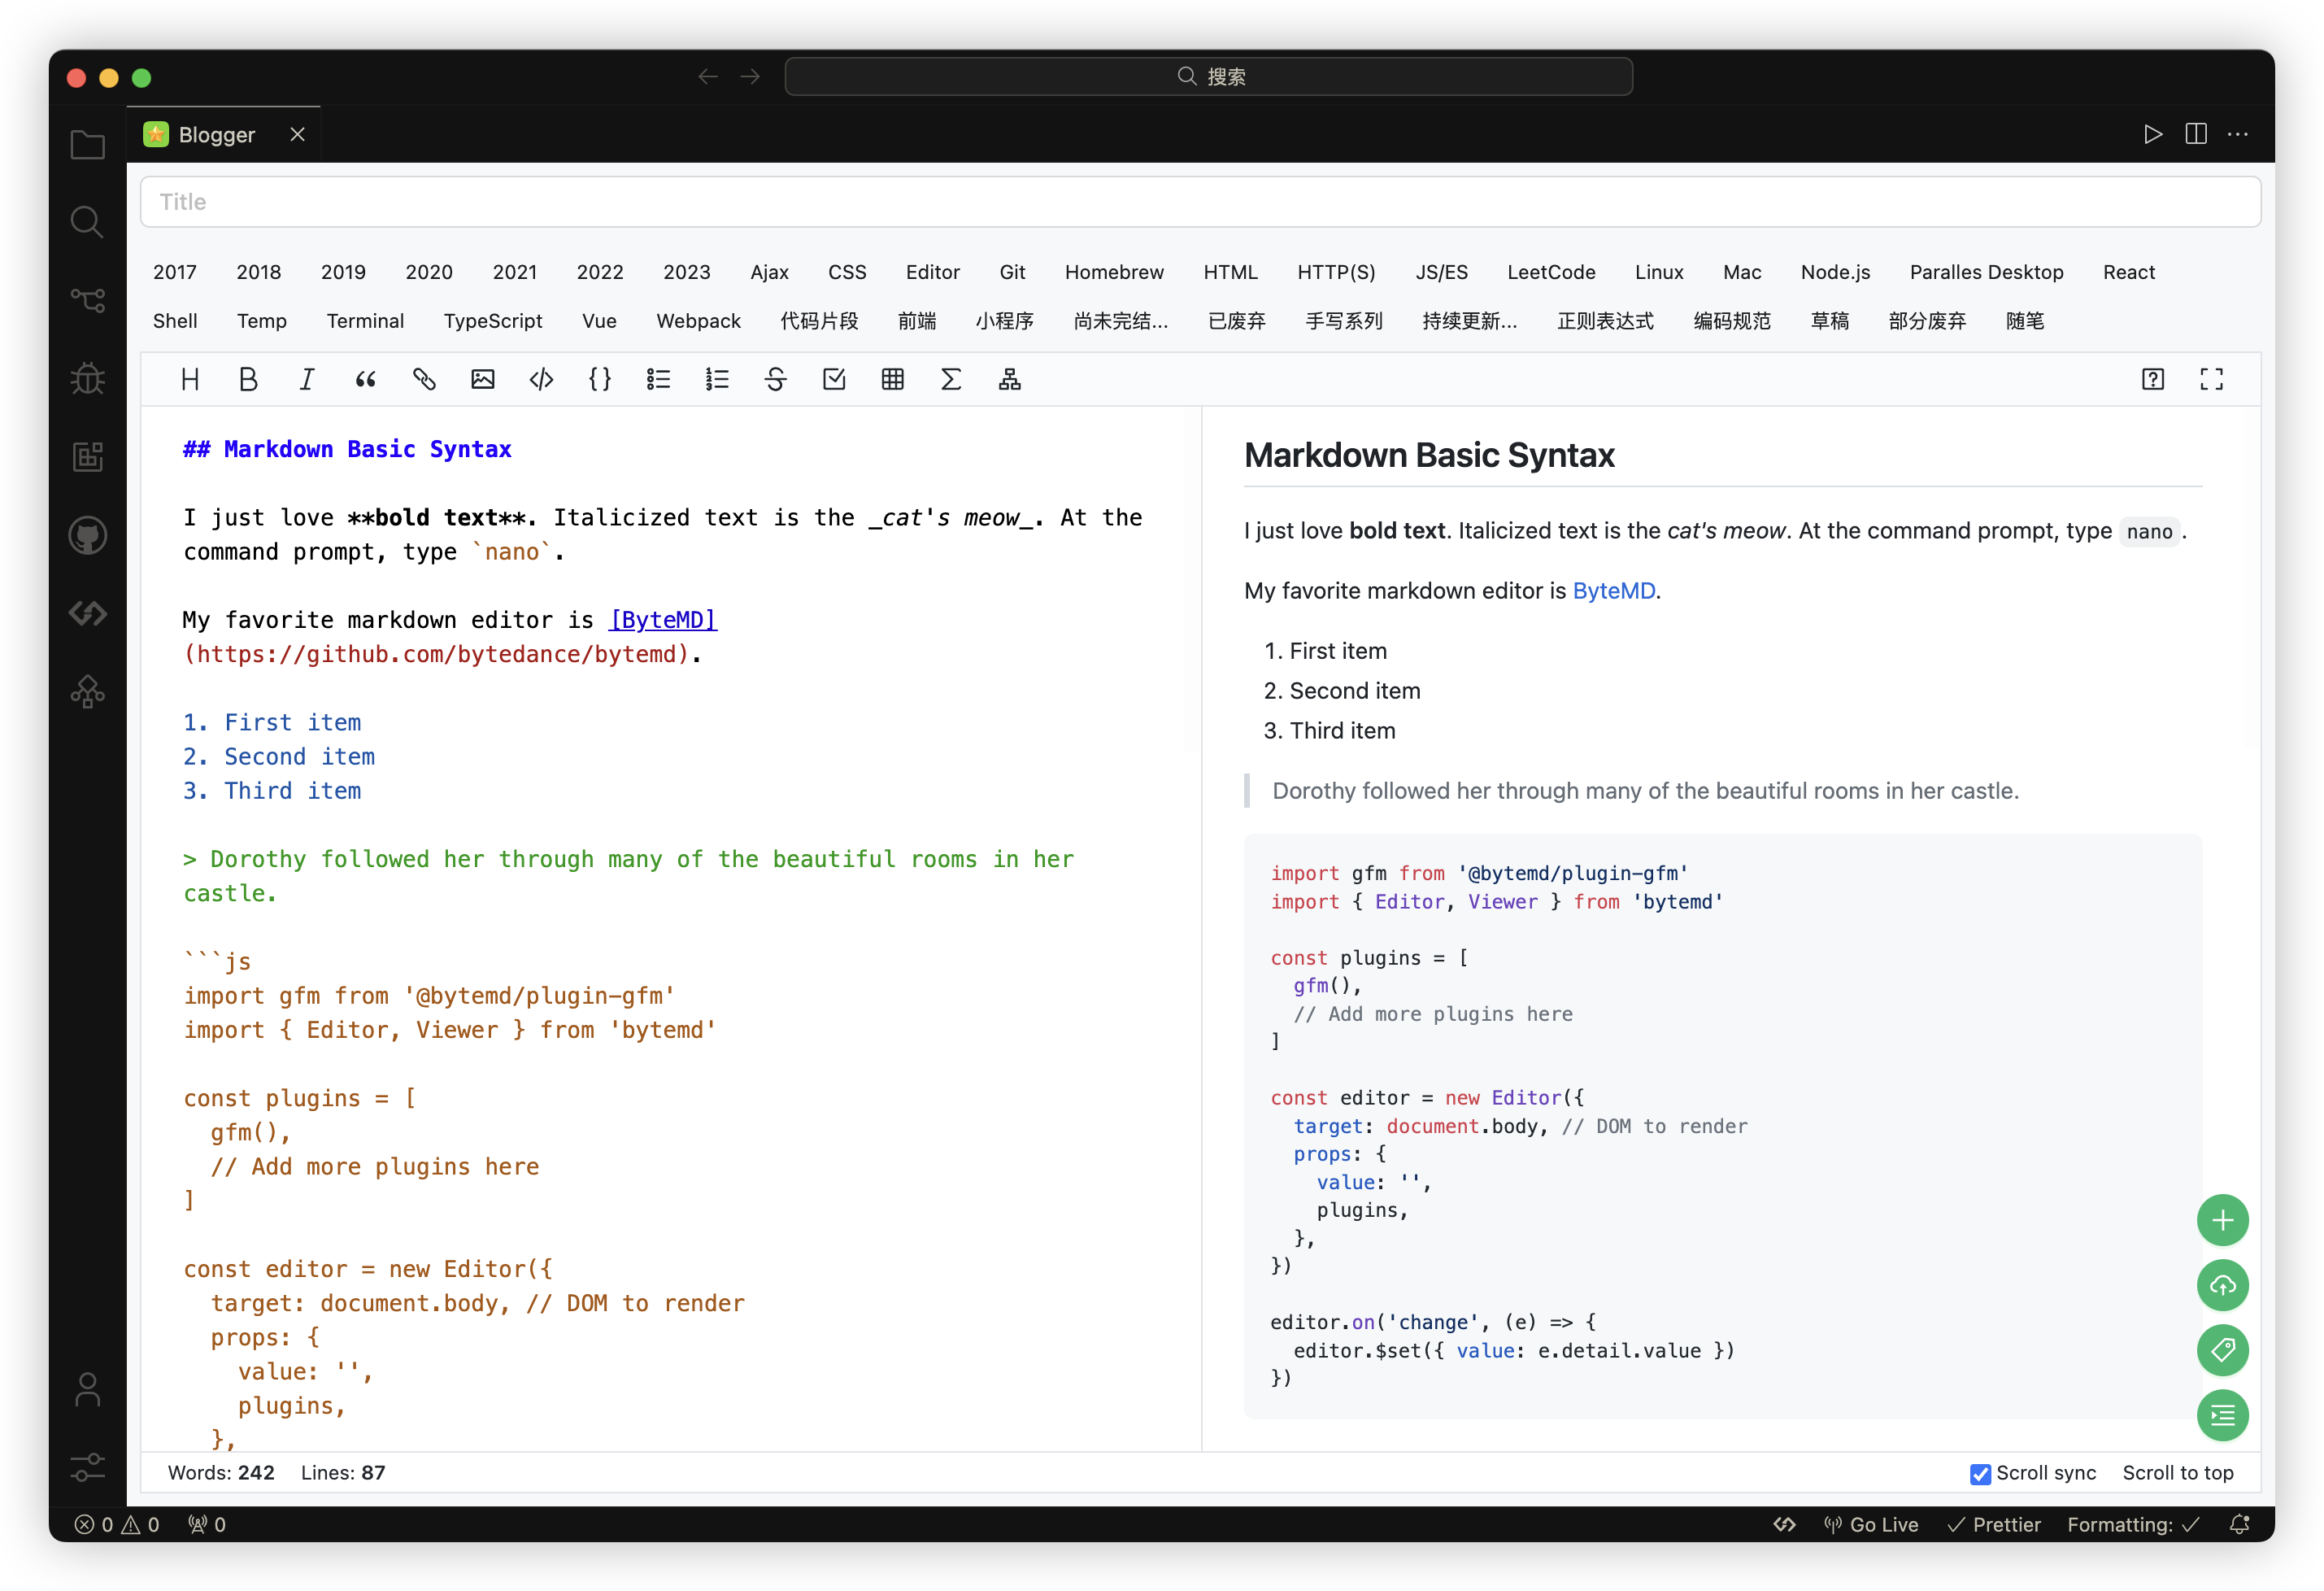 搜索
Blogger
Title
2017 2018 2019 2020 2021 2022 2023 Ajax CSS Editor Git Homebrew HTML HTTP(S) JS/ES LeetCode Linux Mac Node.js Paralles Desktop React
Shell Temp Terminal TypeScript Vue Webpack 代码片段 前端 小程序 尚未完结... 已废弃 手写系列 持续更新... 正则表达式 编码规范 草稿 部分废弃 随笔
## Markdown Basic Syntax
I just love **bold text**. Italicized text is the _cat's meow_. At the
command prompt, type `nano`.
My favorite markdown editor is [ByteMD]
(https://github.com/bytedance/bytemd).
1. First item
2. Second item
3. Third item
> Dorothy followed her through many of the beautiful rooms in her
castle.
```js
import gfm from '@bytemd/plugin-gfm'
import { Editor, Viewer } from 'bytemd'
const plugins = [
  gfm(),
  // Add more plugins here
]
const editor = new Editor({
  target: document.body, // DOM to render
  props: {
    value: '',
    plugins,
  },
Markdown Basic Syntax
I just love bold text. Italicized text is the cat's meow. At the command prompt, type nano.
My favorite markdown editor is ByteMD.
1. First item
2. Second item
3. Third item
Dorothy followed her through many of the beautiful rooms in her castle.
import gfm from '@bytemd/plugin-gfm'
import { Editor, Viewer } from 'bytemd'
const plugins = [
  gfm(),
  // Add more plugins here
]
const editor = new Editor({
  target: document.body, // DOM to render
  props: {
    value: '',
    plugins,
  },
})
editor.on('change', (e) => {
  editor.$set({ value: e.detail.value })
})
Words: 242 Lines: 87 Scroll sync Scroll to top
0 0 0 Go Live Prettier Formatting: